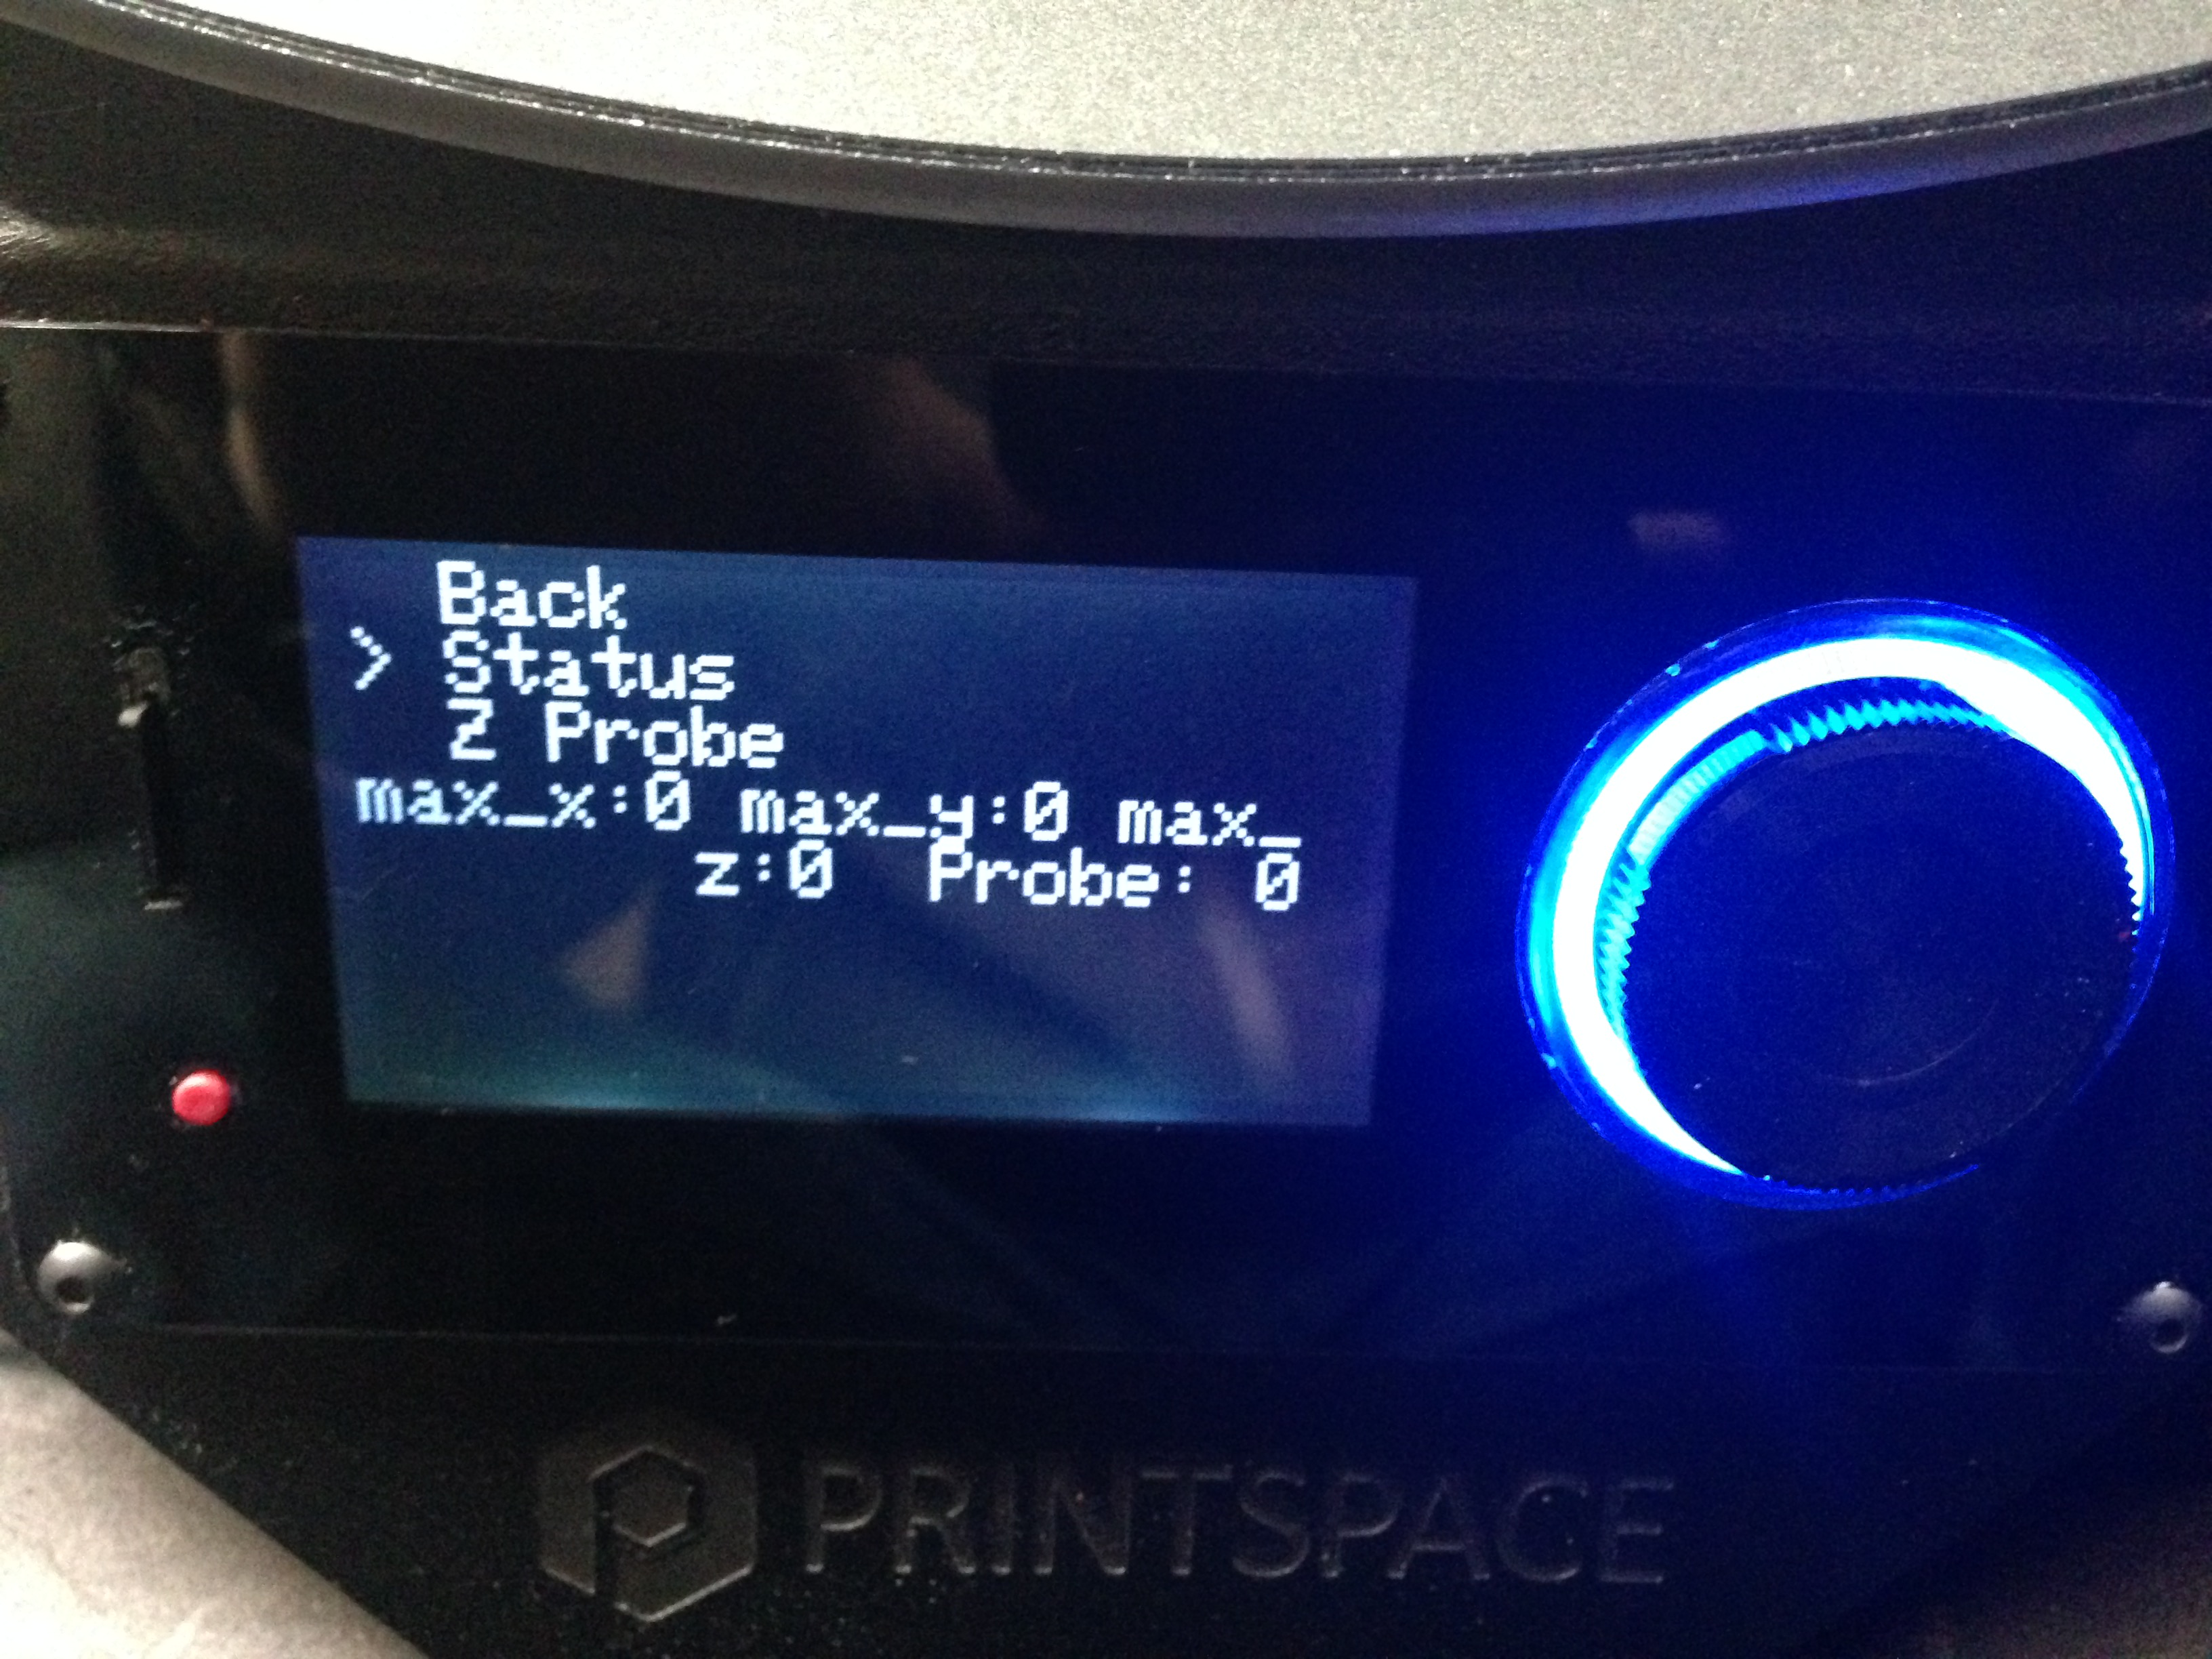 Back
> Status
Z Probe
max_x:0 max_y:0 max_
z:0 Probe: 0
PRINTSPACE